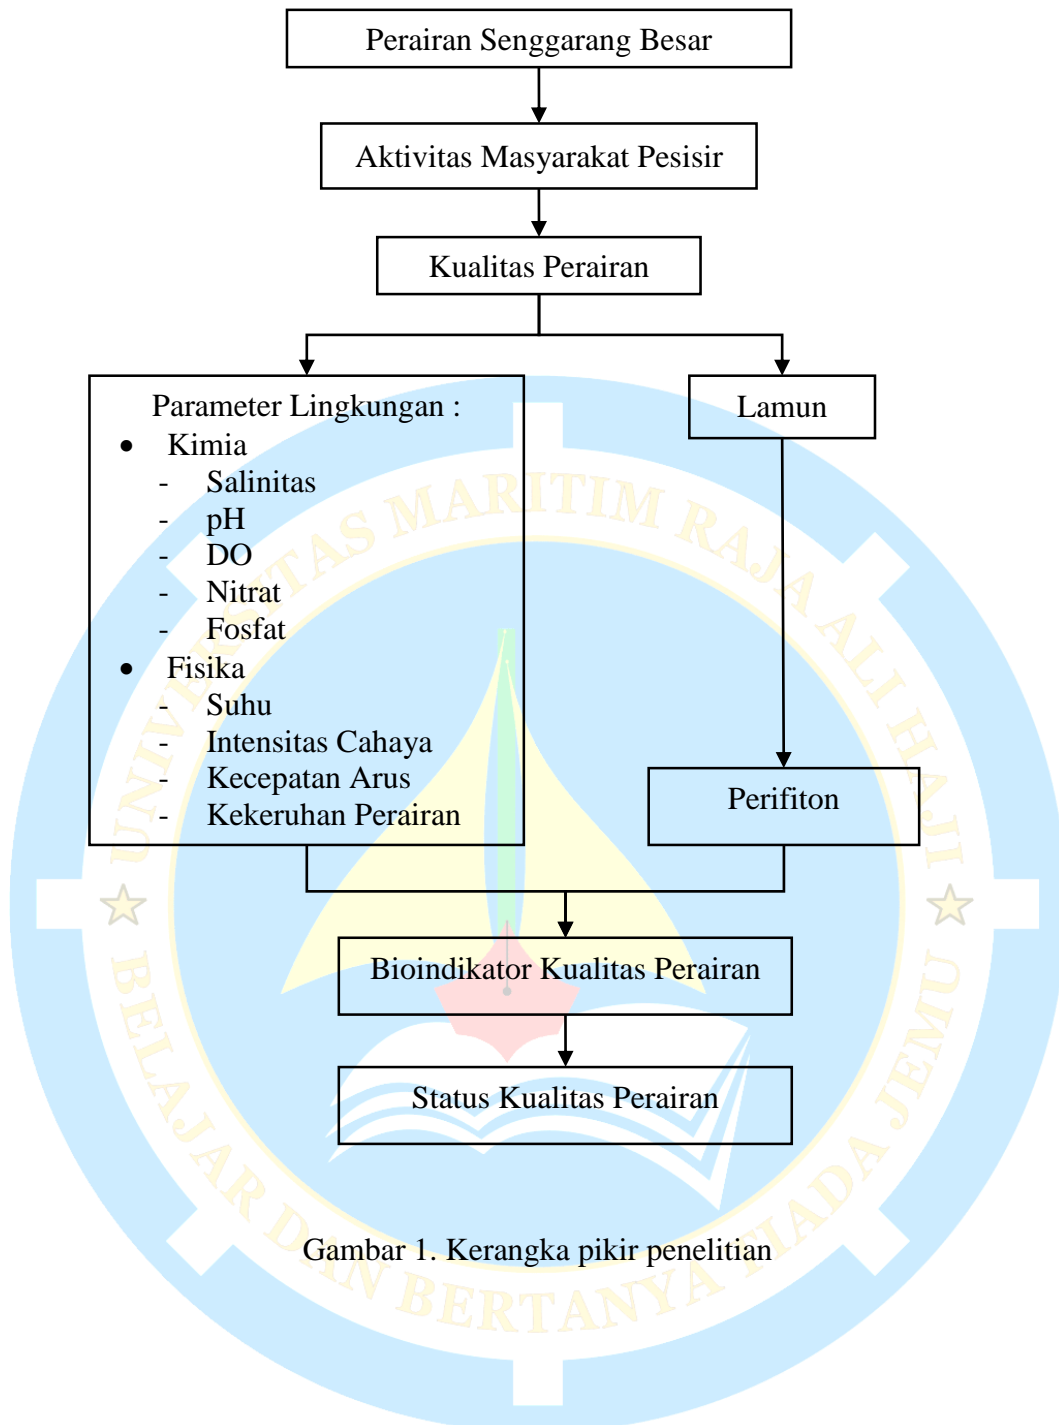 Perairan Senggarang Besar
Aktivitas Masyarakat Pesisir
Kualitas Perairan
Parameter Lingkungan :
• Kimia
- Salinitas
- pH
- DO
- Nitrat
- Fosfat
• Fisika
- Suhu
- Intensitas Cahaya
- Kecepatan Arus
- Kekeruhan Perairan
Lamun
Perifiton
Bioindikator Kualitas Perairan
Status Kualitas Perairan
Gambar 1. Kerangka pikir penelitian
UNIVERSITAS MARITIM RAJA ALI HAJI
BELAJAR DAN BERTANYA TIADA JEMU